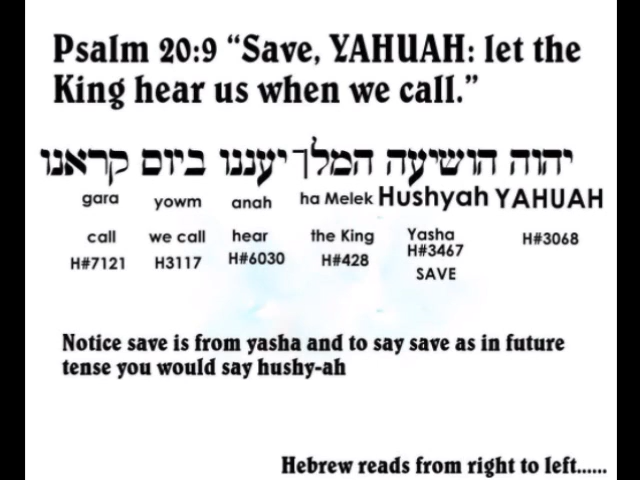 Psalm 20:9 “Save, YAHUAH: let the
King hear us when we call.”
יהוה הושיעה המלך יעננו ביום קראנו
gara yowm anah ha Melek Hushyah YAHUAH
call we call hear the King Yasha
H#7121 H3117 H#6030 H#428 H#3467 H#3068
SAVE
Notice save is from yasha and to say save as in future
tense you would say hushy-ah
Hebrew reads from right to left......